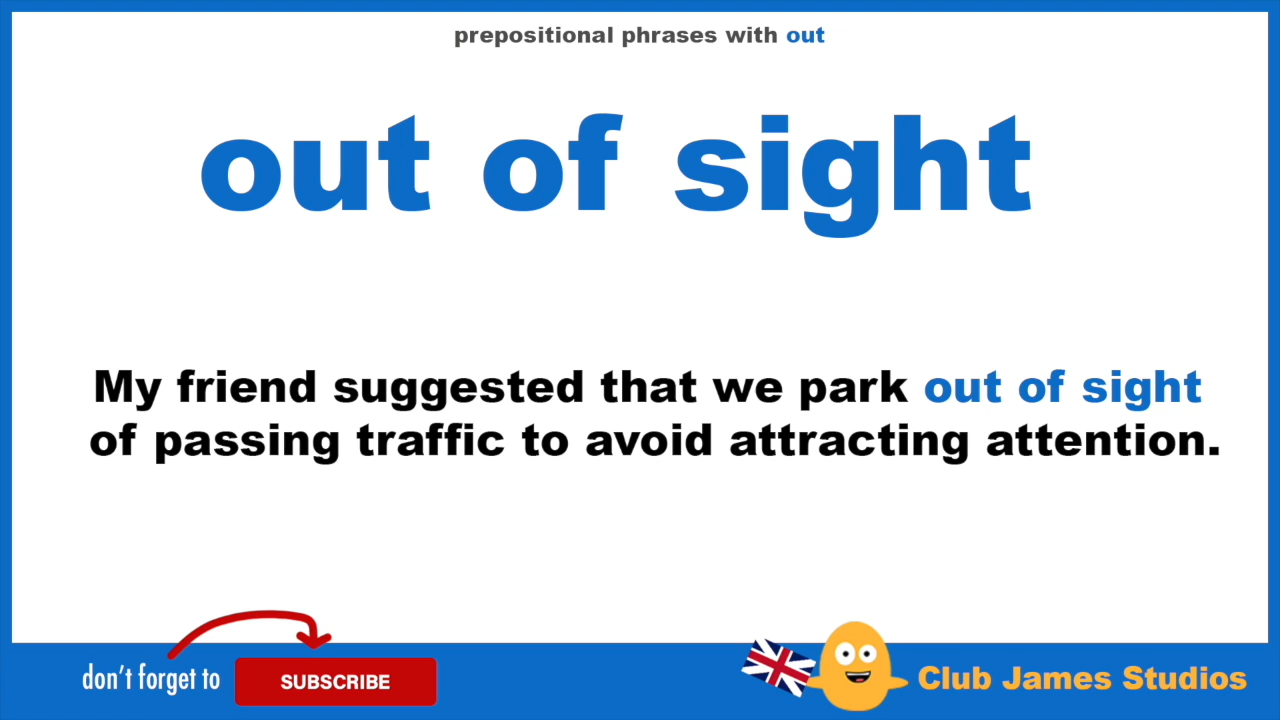 prepositional phrases with out
out of sight
My friend suggested that we park out of sight
of passing traffic to avoid attracting attention.
don't forget to
SUBSCRIBE
Club James Studios